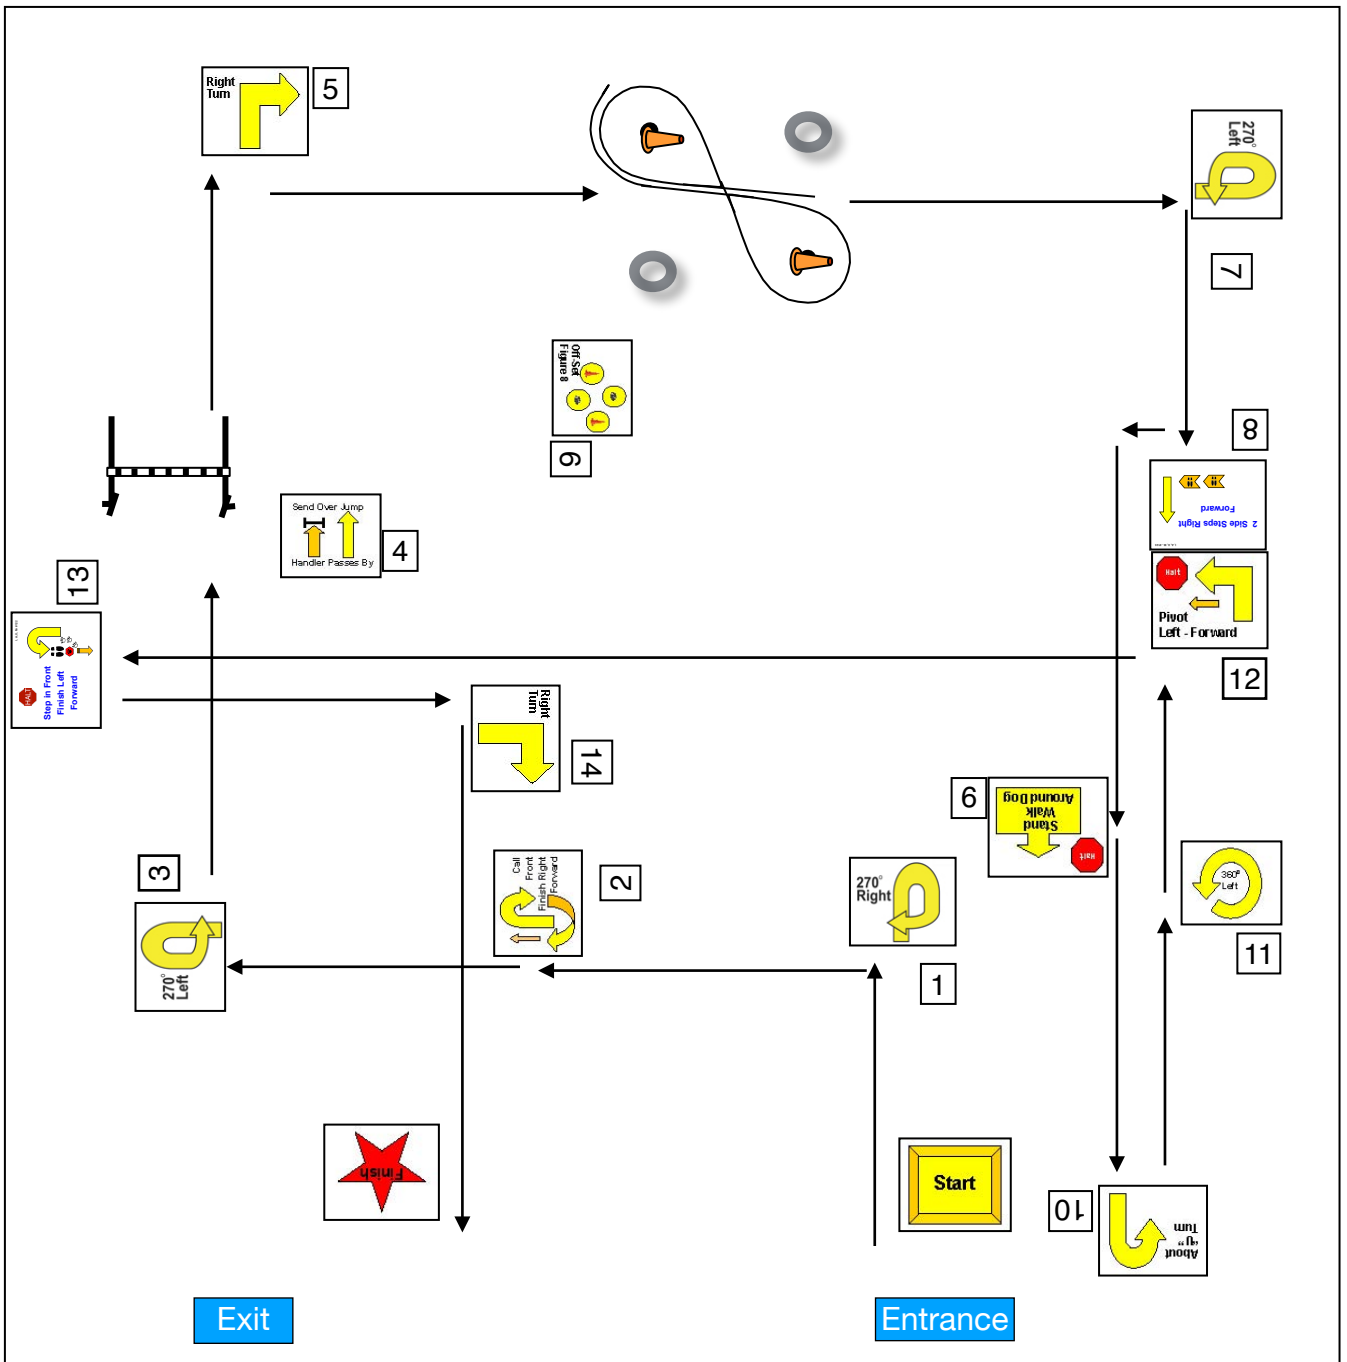 Right
Turn
5
270°
Left
7
Off-Set
Figure 8
6
8
2 Side Steps Right
Forward
Send Over Jump
Handler Passes By
4
Halt
Pivot
Left - Forward
12
13
HALT
Step in Front
Finish Left
Forward
Right
Turn
14
9
Halt
Stand
Walk
Around Dog
3
270°
Left
Call
Front
Finish Right
Forward
2
270°
Right
1
360°
Left
11
Finish
Start
10
About
"U"
Turn
Exit
Entrance